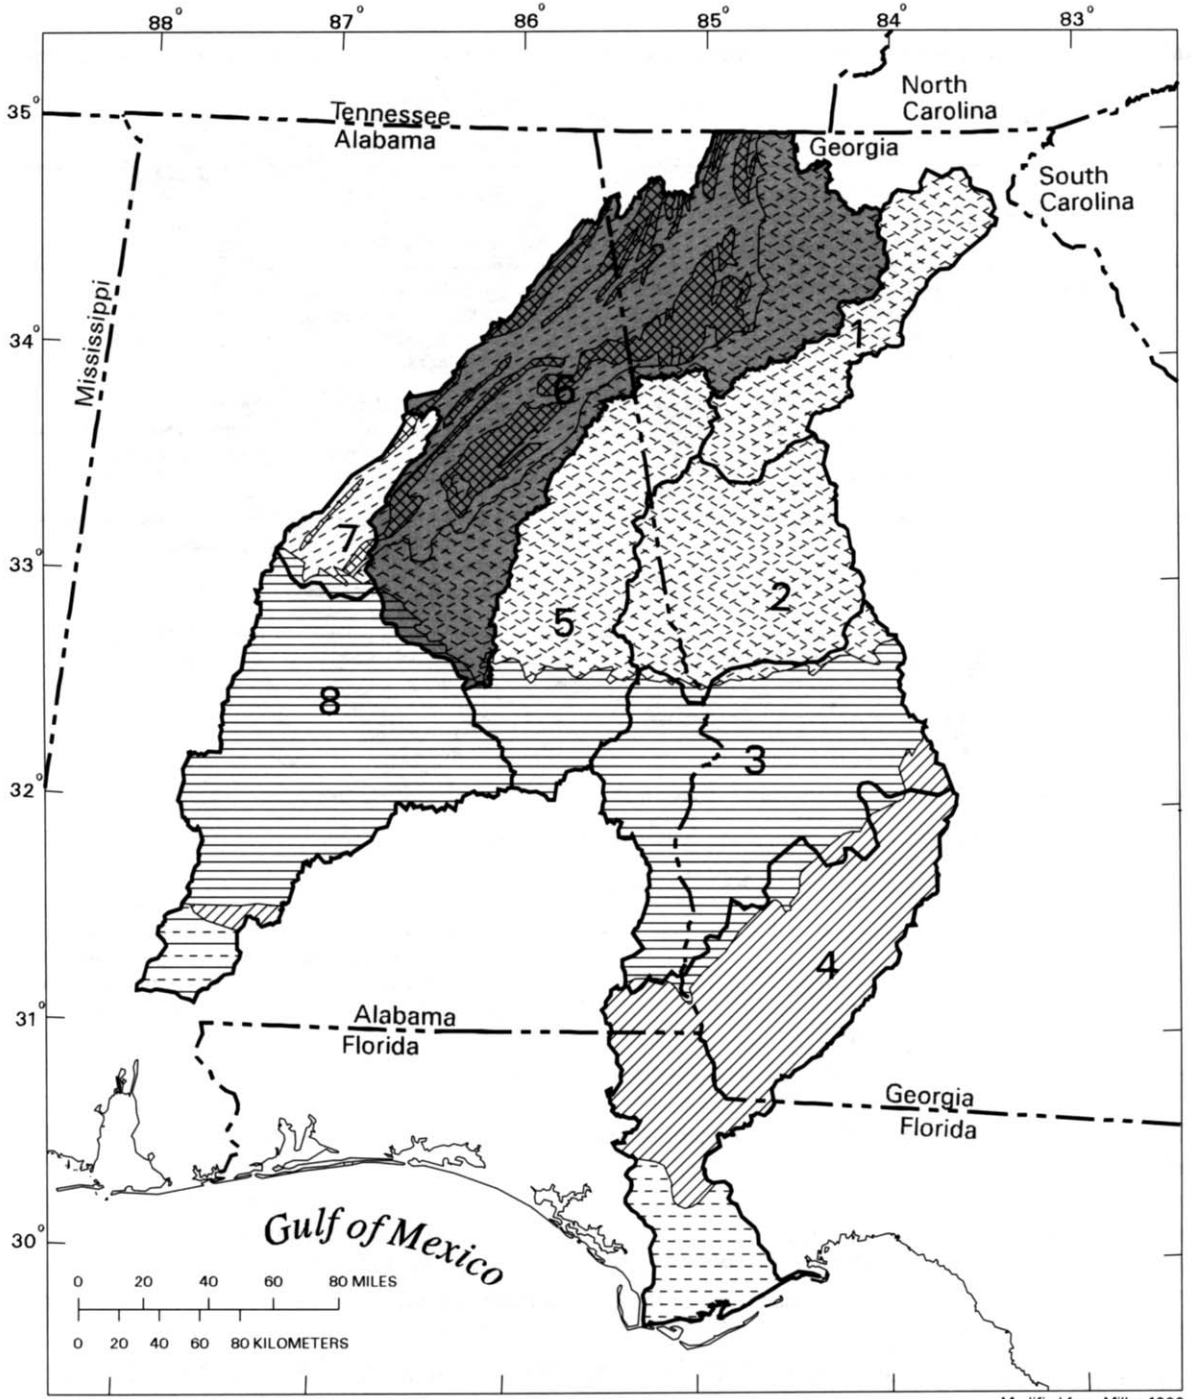 88° 87° 86° 85° 84° 83°
North
Carolina
35°
Tennessee
Alabama
Georgia
South
Carolina
Mississippi
34°
1
6
7
33°
2
5
8
3
32°
4
31°
Alabama
Florida
Georgia
Florida
30°
Gulf of Mexico
0 20 40 60 80 MILES
0 20 40 60 80 KILOMETERS